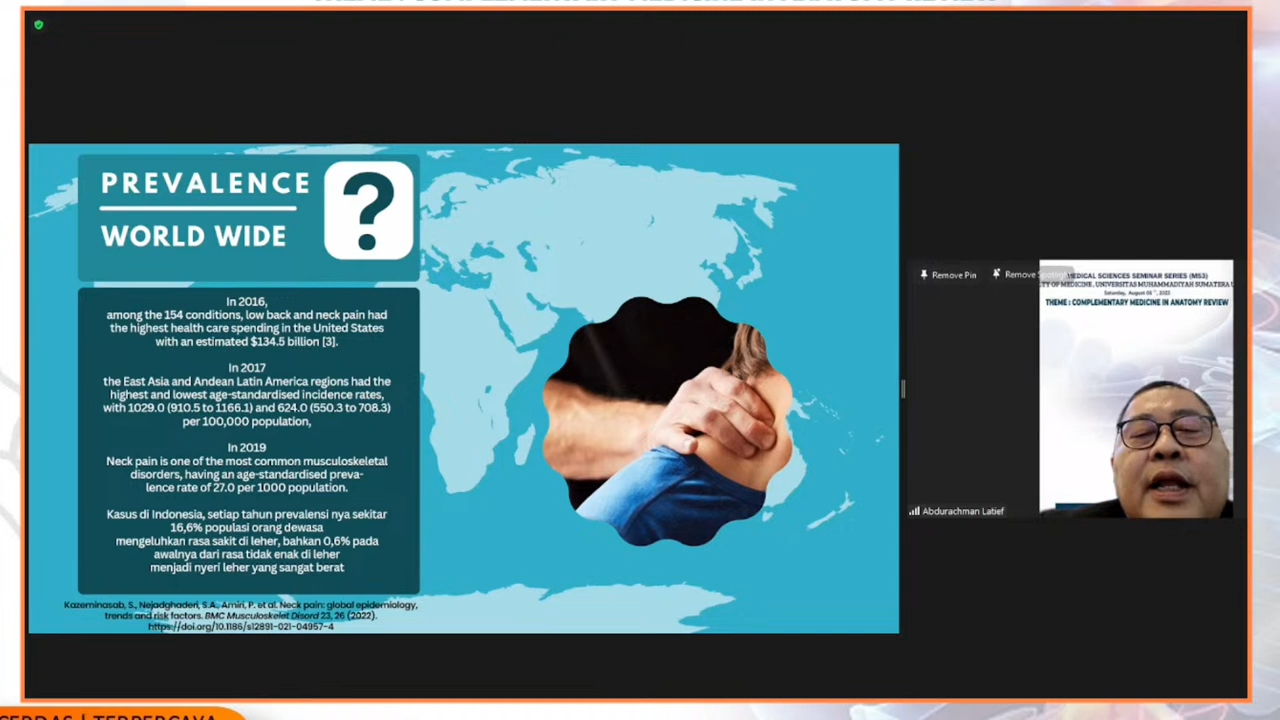 PREVALENCE
WORLD WIDE
?
In 2016,
among the 154 conditions, low back and neck pain had
the highest health care spending in the United States
with an estimated $134.5 billion [3].
In 2017
the East Asia and Andean Latin America regions had the
highest and lowest age-standardised incidence rates,
with 1029.0 (910.5 to 1166.1) and 624.0 (550.3 to 708.3)
per 100,000 population,
In 2019
Neck pain is one of the most common musculoskeletal
disorders, having an age-standardised preva-
lence rate of 27.0 per 1000 population.
Kasus di Indonesia, setiap tahun prevalensi nya sekitar
16,6% populasi orang dewasa
mengeluhkan rasa sakit di leher, bahkan 0,6% pada
awalnya dari rasa tidak enak di leher
menjadi nyeri leher yang sangat berat
Kazeminasab, S., Nejadghaderi, S.A., Amiri, P. et al. Neck pain: global epidemiology,
trends and risk factors. BMC Musculoskelet Disord 23, 26 (2022).
https://doi.org/10.1186/s12891-021-04957-4
Remove Pin
Remove Spotlight
MEDICAL SCIENCES SEMINAR SERIES (MS3)
TY OF MEDICINE, UNIVERSITAS MUHAMMADIYAH SUMATERA U
THEME : COMPLEMENTARY MEDICINE IN ANATOMY REVIEW
Abdurachman Latief
CERDAS | TERPERCAYA